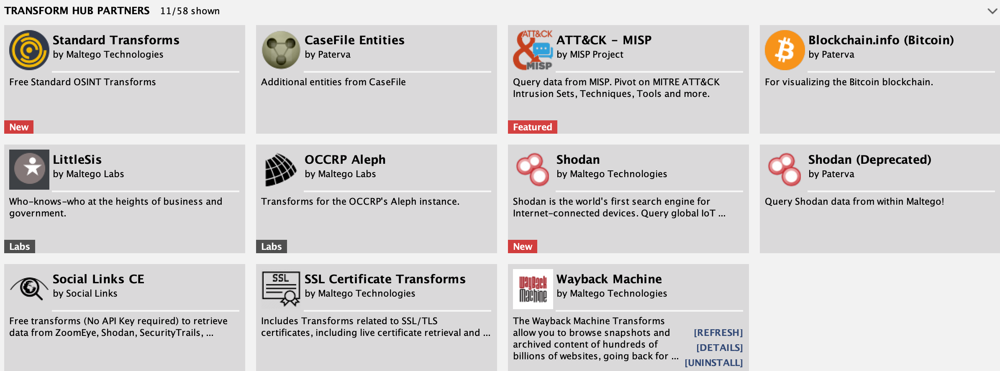 TRANSFORM HUB PARTNERS 11/58 shown
Standard Transforms
by Maltego Technologies
Free Standard OSINT Transforms
New
CaseFile Entities
by Paterva
Additional entities from CaseFile
ATT&CK
&
MISP
ATT&CK - MISP
by MISP Project
Query data from MISP. Pivot on MITRE ATT&CK
Intrusion Sets, Techniques, Tools and more.
Featured
Blockchain.info (Bitcoin)
by Paterva
For visualizing the Bitcoin blockchain.
LittleSis
by Maltego Labs
Who-knows-who at the heights of business and
government.
Labs
OCCRP Aleph
by Maltego Labs
Transforms for the OCCRP's Aleph instance.
Labs
Shodan
by Maltego Technologies
Shodan is the world's first search engine for
Internet-connected devices. Query global IoT ...
New
Shodan (Deprecated)
by Paterva
Query Shodan data from within Maltego!
Social Links CE
by Social Links
Free transforms (No API Key required) to retrieve
data from ZoomEye, Shodan, SecurityTrails, ...
SSL
SSL Certificate Transforms
by Maltego Technologies
Includes Transforms related to SSL/TLS
certificates, including live certificate retrieval and ...
WayBack
Machine
Wayback Machine
by Maltego Technologies
The Wayback Machine Transforms
allow you to browse snapshots and
archived content of hundreds of
billions of websites, going back for ...
[REFRESH]
[DETAILS]
[UNINSTALL]